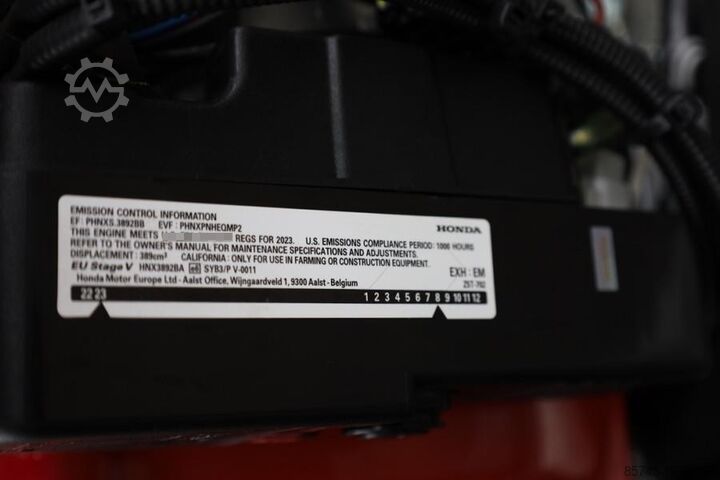 EMISSION CONTROL INFORMATION
EF: PHNXS.3892BB EVF: PHNXPNHEQMP2
HONDA
THIS ENGINE MEETS REGS FOR 2023. U.S. EMISSIONS COMPLIANCE PERIOD: 1000 HOURS
REFER TO THE OWNER'S MANUAL FOR MAINTENANCE SPECIFICATIONS AND ADJUSTMENTS.
DISPLACEMENT: 389cm³ CALIFORNIA: ONLY FOR USE IN FARMING OR CONSTRUCTION EQUIPMENT.
EU Stage V HNX3892BA e6 SYB3/P V-0011 EXH : EM
Honda Motor Europe Ltd - Aalst Office, Wijngaardveld 1, 9300 Aalst - Belgium ZST-782
22 23 1 2 3 4 5 6 7 8 9 10 11 12